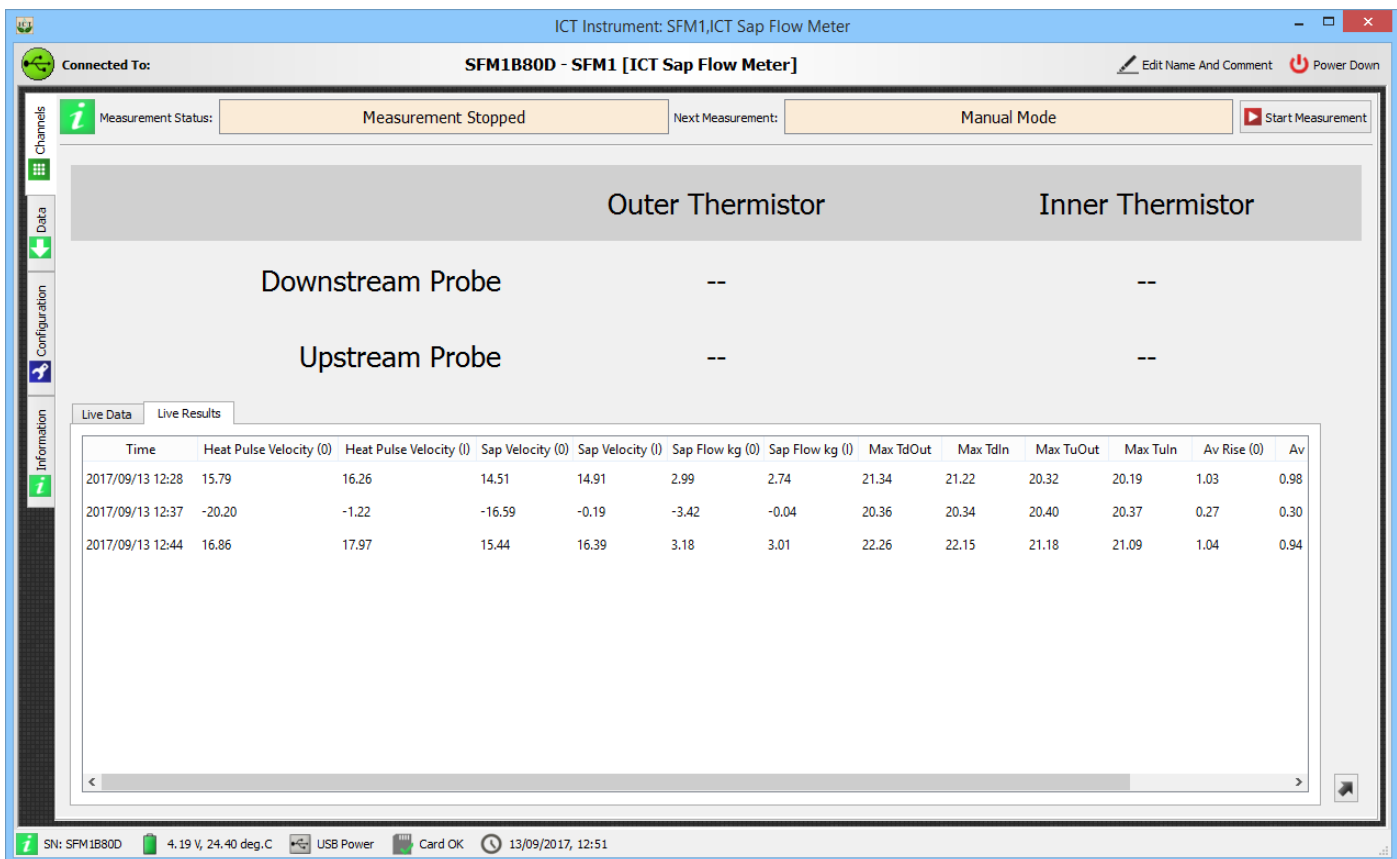 ICT Instrument: SFM1,ICT Sap Flow Meter
Connected To: SFM1B80D - SFM1 [ICT Sap Flow Meter] Edit Name And Comment Power Down
Channels
Data
Configuration
Information
Measurement Status: Measurement Stopped Next Measurement: Manual Mode Start Measurement
Outer Thermistor Inner Thermistor
Downstream Probe -- --
Upstream Probe -- --
Live Data Live Results
Time Heat Pulse Velocity (0) Heat Pulse Velocity (I) Sap Velocity (0) Sap Velocity (I) Sap Flow kg (0) Sap Flow kg (I) Max TdOut Max TdIn Max TuOut Max TuIn Av Rise (0) Av
2017/09/13 12:28 15.79 16.26 14.51 14.91 2.99 2.74 21.34 21.22 20.32 20.19 1.03 0.98
2017/09/13 12:37 -20.20 -1.22 -16.59 -0.19 -3.42 -0.04 20.36 20.34 20.40 20.37 0.27 0.30
2017/09/13 12:44 16.86 17.97 15.44 16.39 3.18 3.01 22.26 22.15 21.18 21.09 1.04 0.94
SN: SFM1B80D 4.19 V, 24.40 deg.C USB Power Card OK 13/09/2017, 12:51